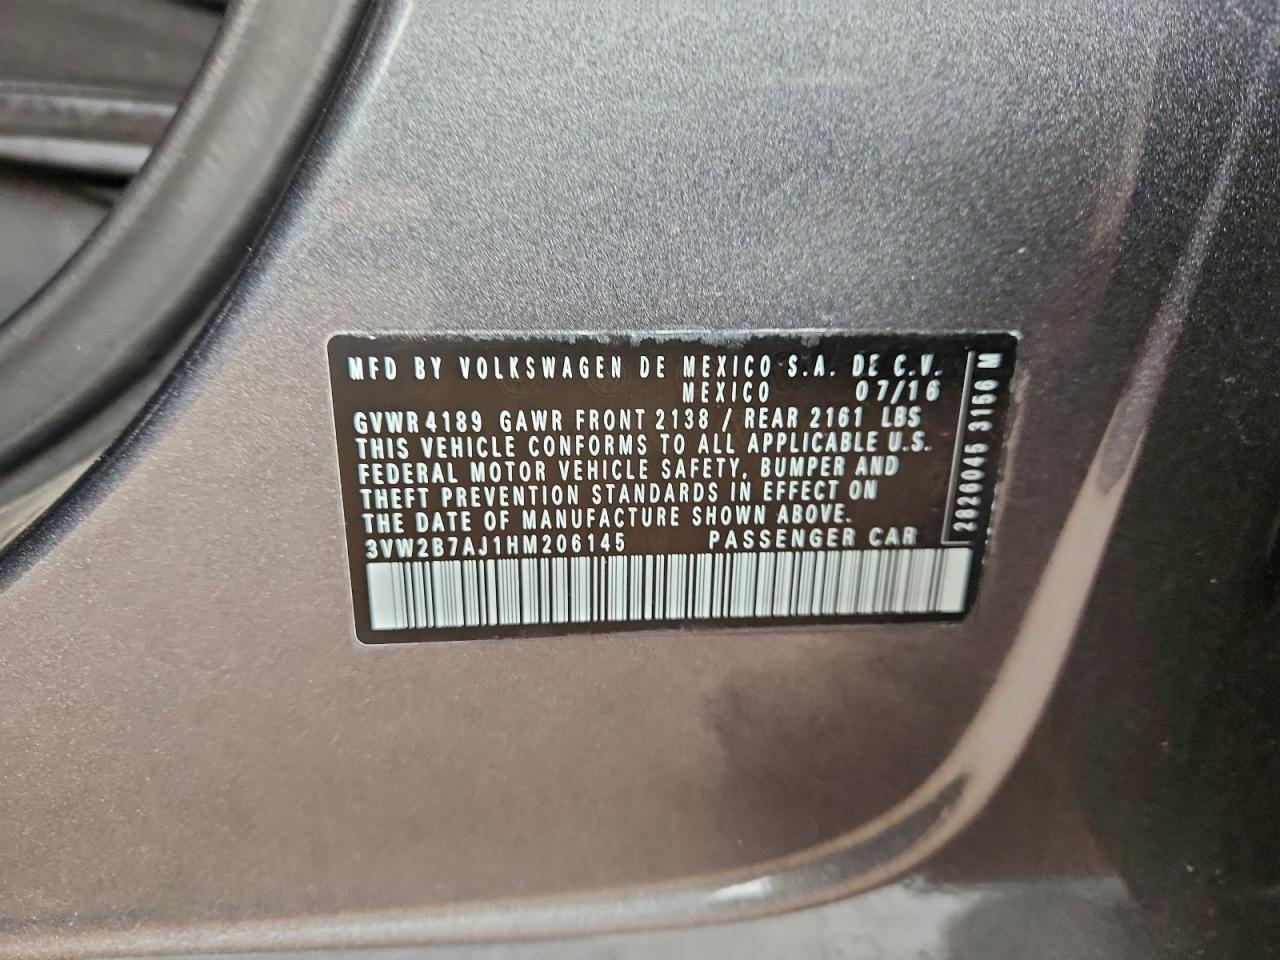 MFD BY VOLKSWAGEN DE MEXICO S.A. DE C.V.
MEXICO 07/16
GVWR 4189 GAWR FRONT 2138 / REAR 2161 LBS
THIS VEHICLE CONFORMS TO ALL APPLICABLE U.S.
FEDERAL MOTOR VEHICLE SAFETY, BUMPER AND
THEFT PREVENTION STANDARDS IN EFFECT ON
THE DATE OF MANUFACTURE SHOWN ABOVE.
3VW2B7AJ1HM206145 PASSENGER CAR
2826045 3156 M